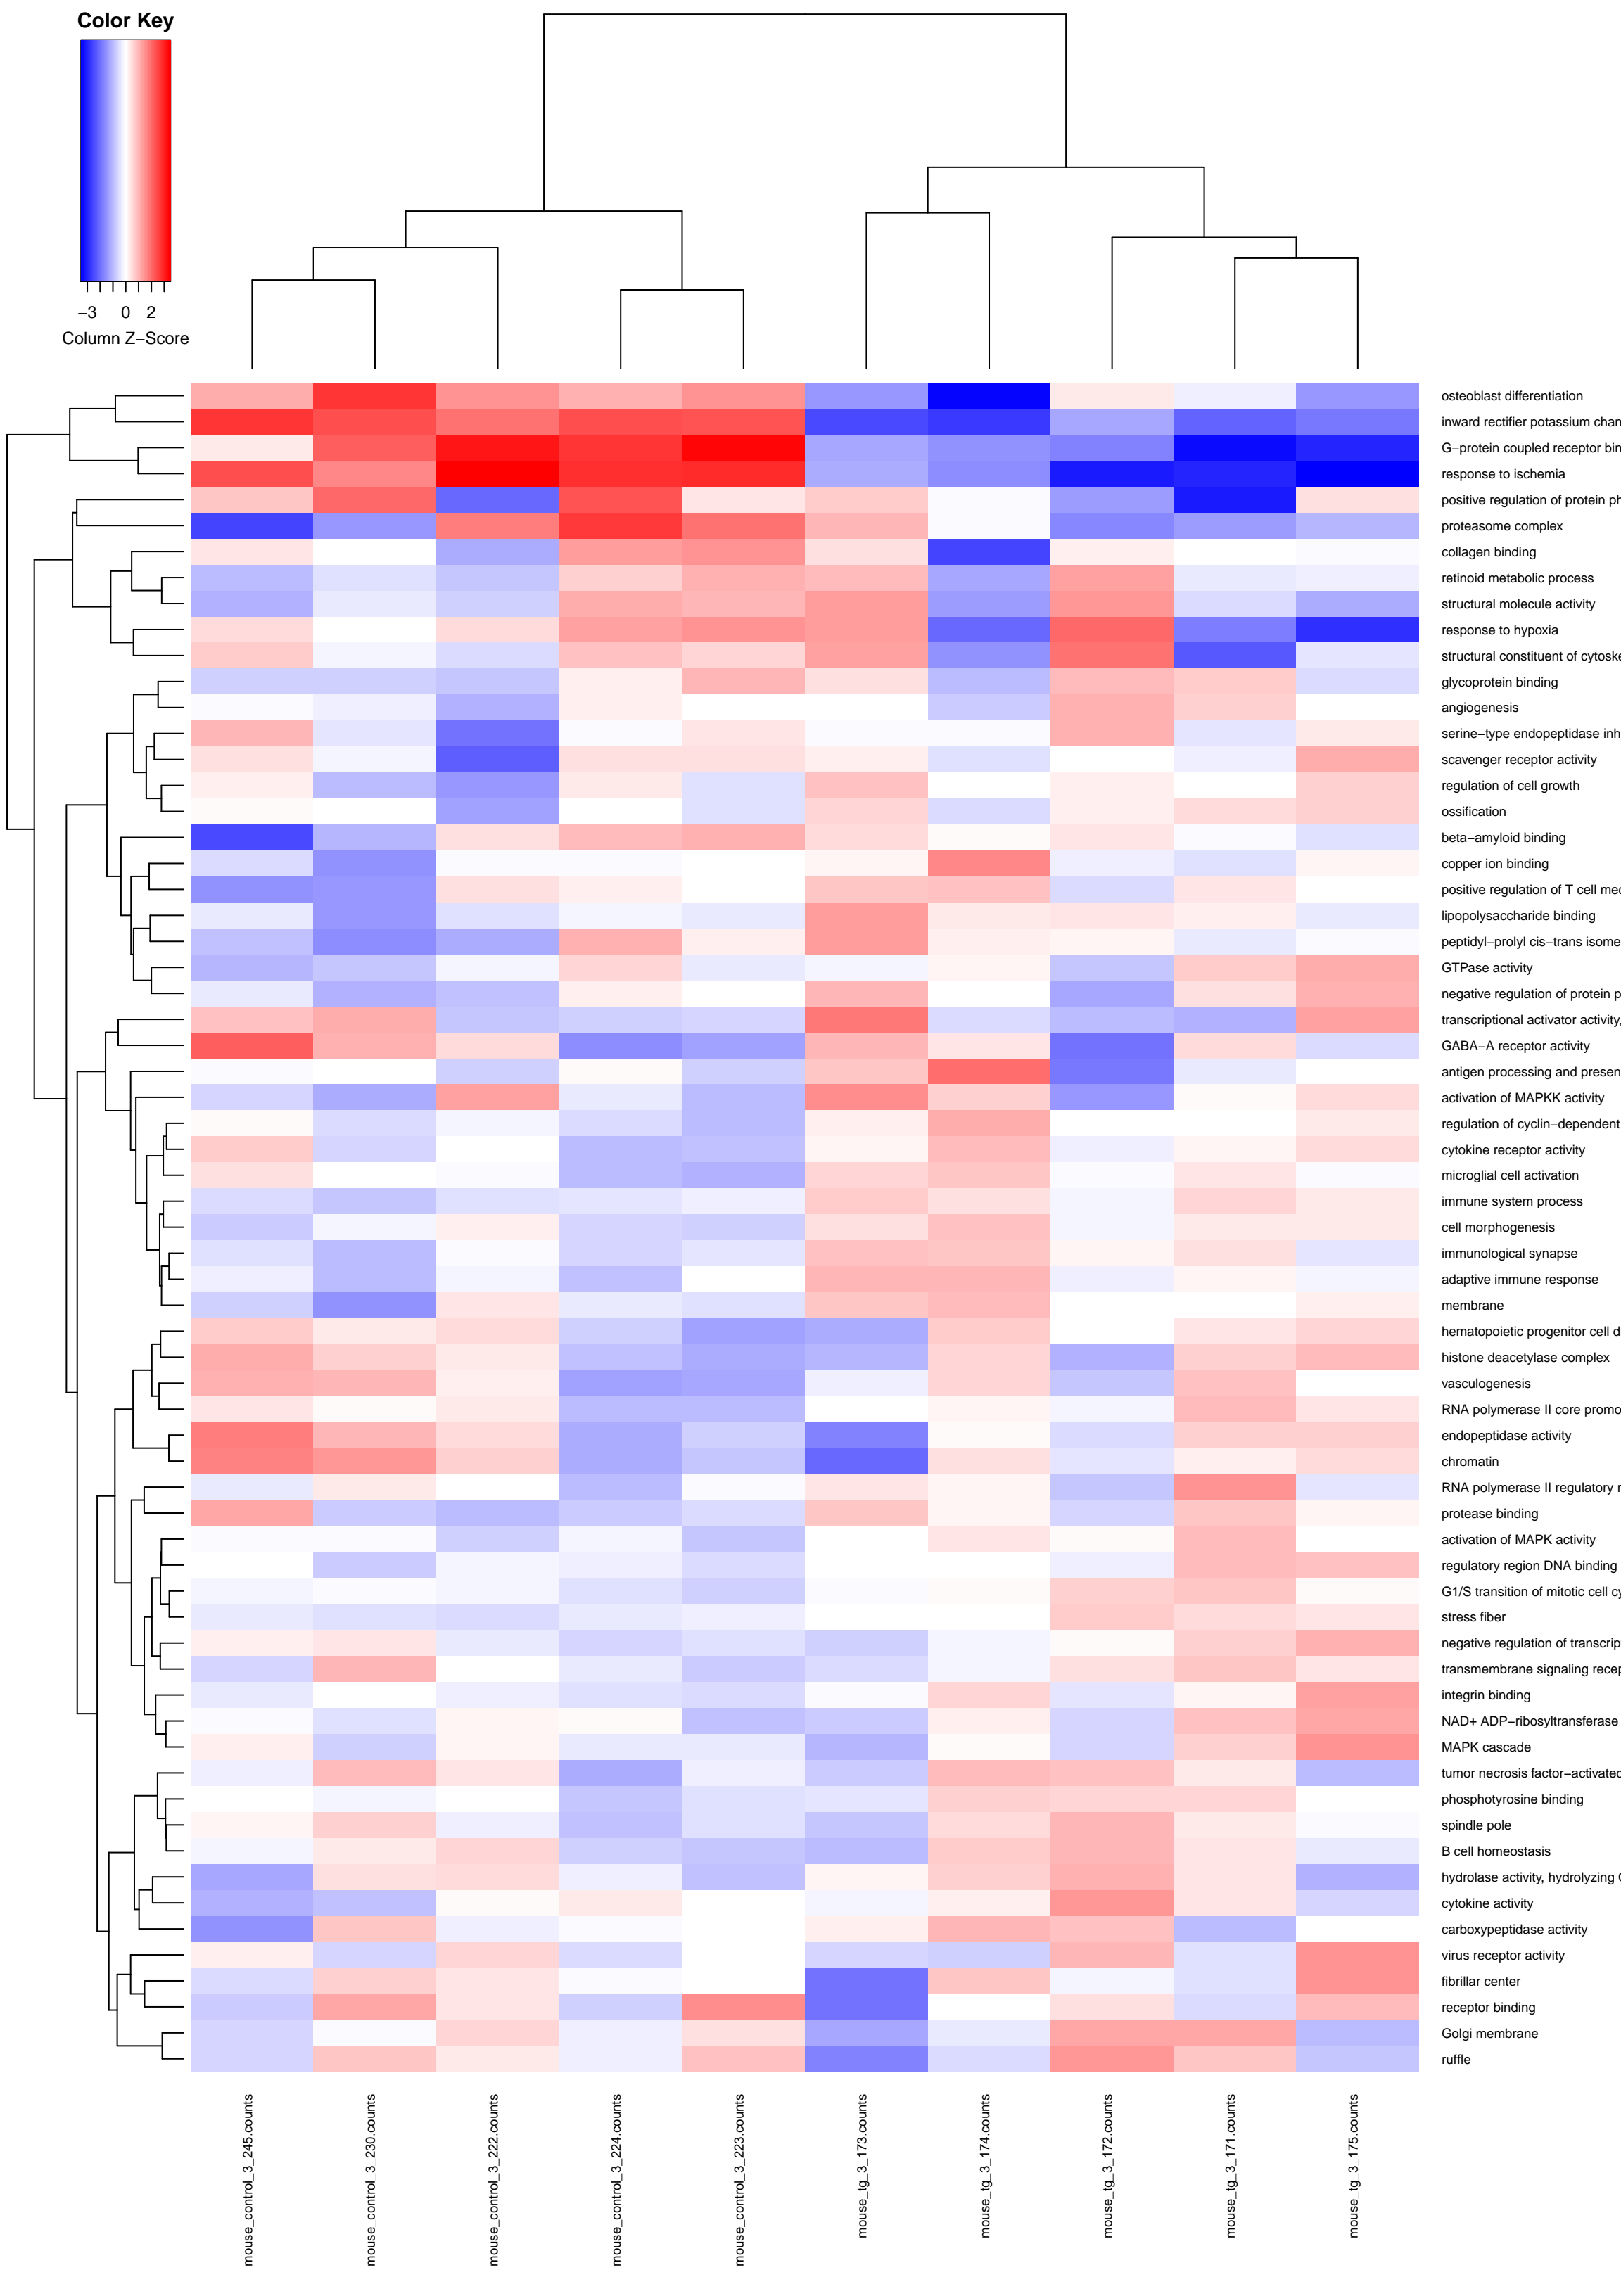 Color Key
−3 0 2
Column Z−Score
osteoblast differentiation
inward rectifier potassium chan
G−protein coupled receptor bin
response to ischemia
positive regulation of protein ph
proteasome complex
collagen binding
retinoid metabolic process
structural molecule activity
response to hypoxia
structural constituent of cytoske
glycoprotein binding
angiogenesis
serine−type endopeptidase inh
scavenger receptor activity
regulation of cell growth
ossification
beta−amyloid binding
copper ion binding
positive regulation of T cell med
lipopolysaccharide binding
peptidyl−prolyl cis−trans isome
GTPase activity
negative regulation of protein p
transcriptional activator activity,
GABA−A receptor activity
antigen processing and presen
activation of MAPKK activity
regulation of cyclin−dependent
cytokine receptor activity
microglial cell activation
immune system process
cell morphogenesis
immunological synapse
adaptive immune response
membrane
hematopoietic progenitor cell d
histone deacetylase complex
vasculogenesis
RNA polymerase II core promo
endopeptidase activity
chromatin
RNA polymerase II regulatory r
protease binding
activation of MAPK activity
regulatory region DNA binding
G1/S transition of mitotic cell cy
stress fiber
negative regulation of transcrip
transmembrane signaling recep
integrin binding
NAD+ ADP−ribosyltransferase
MAPK cascade
tumor necrosis factor−activated
phosphotyrosine binding
spindle pole
B cell homeostasis
hydrolase activity, hydrolyzing
cytokine activity
carboxypeptidase activity
virus receptor activity
fibrillar center
receptor binding
Golgi membrane
ruffle
mouse_control_3_245.counts
mouse_control_3_230.counts
mouse_control_3_222.counts
mouse_control_3_224.counts
mouse_control_3_223.counts
mouse_tg_3_173.counts
mouse_tg_3_174.counts
mouse_tg_3_172.counts
mouse_tg_3_171.counts
mouse_tg_3_175.counts